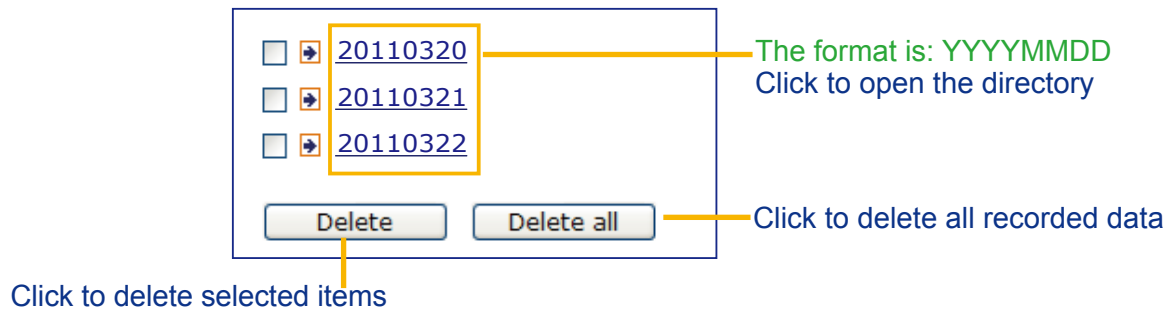 20110320
The format is: YYYYMMDD
Click to open the directory
20110321
20110322
Delete
Delete all
Click to delete all recorded data
Click to delete selected items